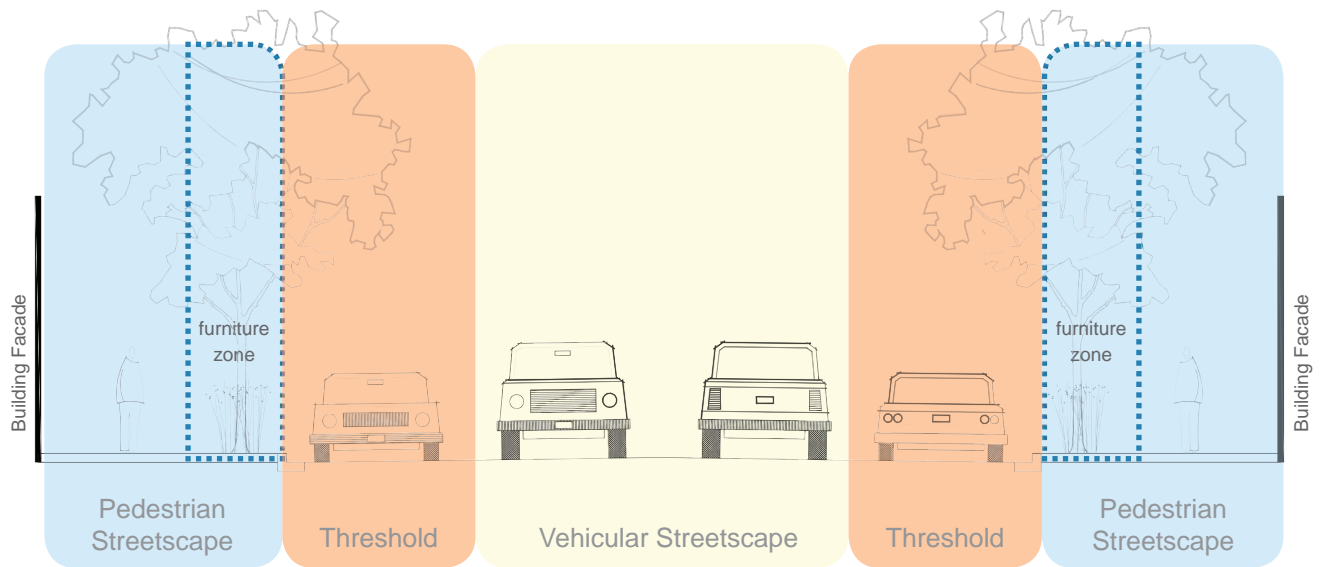 Building Facade
furniture
zone
furniture
zone
Building Facade
Pedestrian
Streetscape
Threshold
Vehicular Streetscape
Threshold
Pedestrian
Streetscape